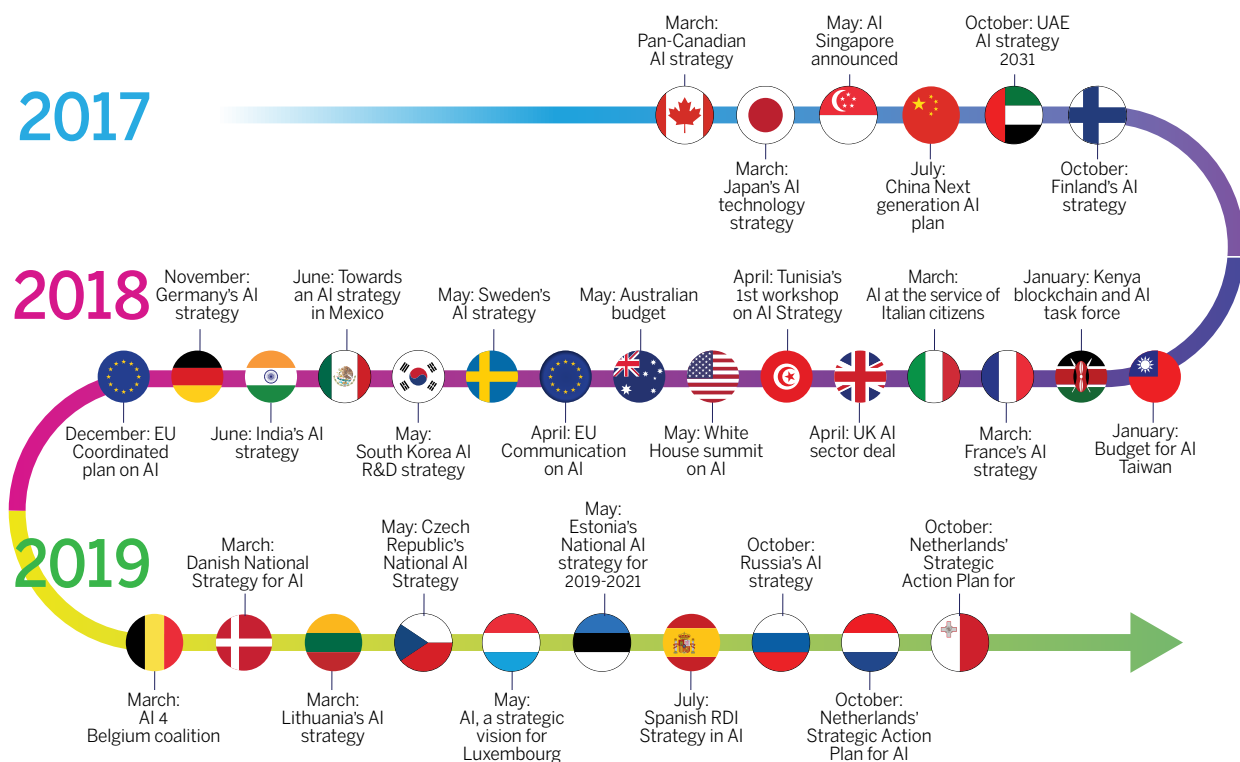 2017
March:
Pan-Canadian
AI strategy
March:
Japan's AI
technology
strategy
May: AI
Singapore
announced
July:
China Next
generation AI
plan
October: UAE
AI strategy
2031
October:
Finland's AI
strategy
2018
November:
Germany's AI
strategy
June: Towards
an AI strategy
in Mexico
May: Sweden's
AI strategy
May: Australian
budget
April: Tunisia's
1st workshop
on AI Strategy
March:
AI at the service of
Italian citizens
January: Kenya
blockchain and AI
task force
December: EU
Coordinated
plan on AI
June: India's AI
strategy
May:
South Korea AI
R&D strategy
April: EU
Communication
on AI
May: White
House summit
on AI
April: UK AI
sector deal
March:
France's AI
strategy
January:
Budget for AI
Taiwan
2019
March:
Danish National
Strategy for AI
May: Czech
Republic's
National AI
Strategy
May:
Estonia's
National AI
strategy for
2019-2021
October:
Russia's AI
strategy
October:
Netherlands'
Strategic
Action Plan for
March:
AI 4
Belgium coalition
March:
Lithuania's AI
strategy
May:
AI, a strategic
vision for
Luxembourg
July:
Spanish RDI
Strategy in AI
October:
Netherlands'
Strategic Action
Plan for AI